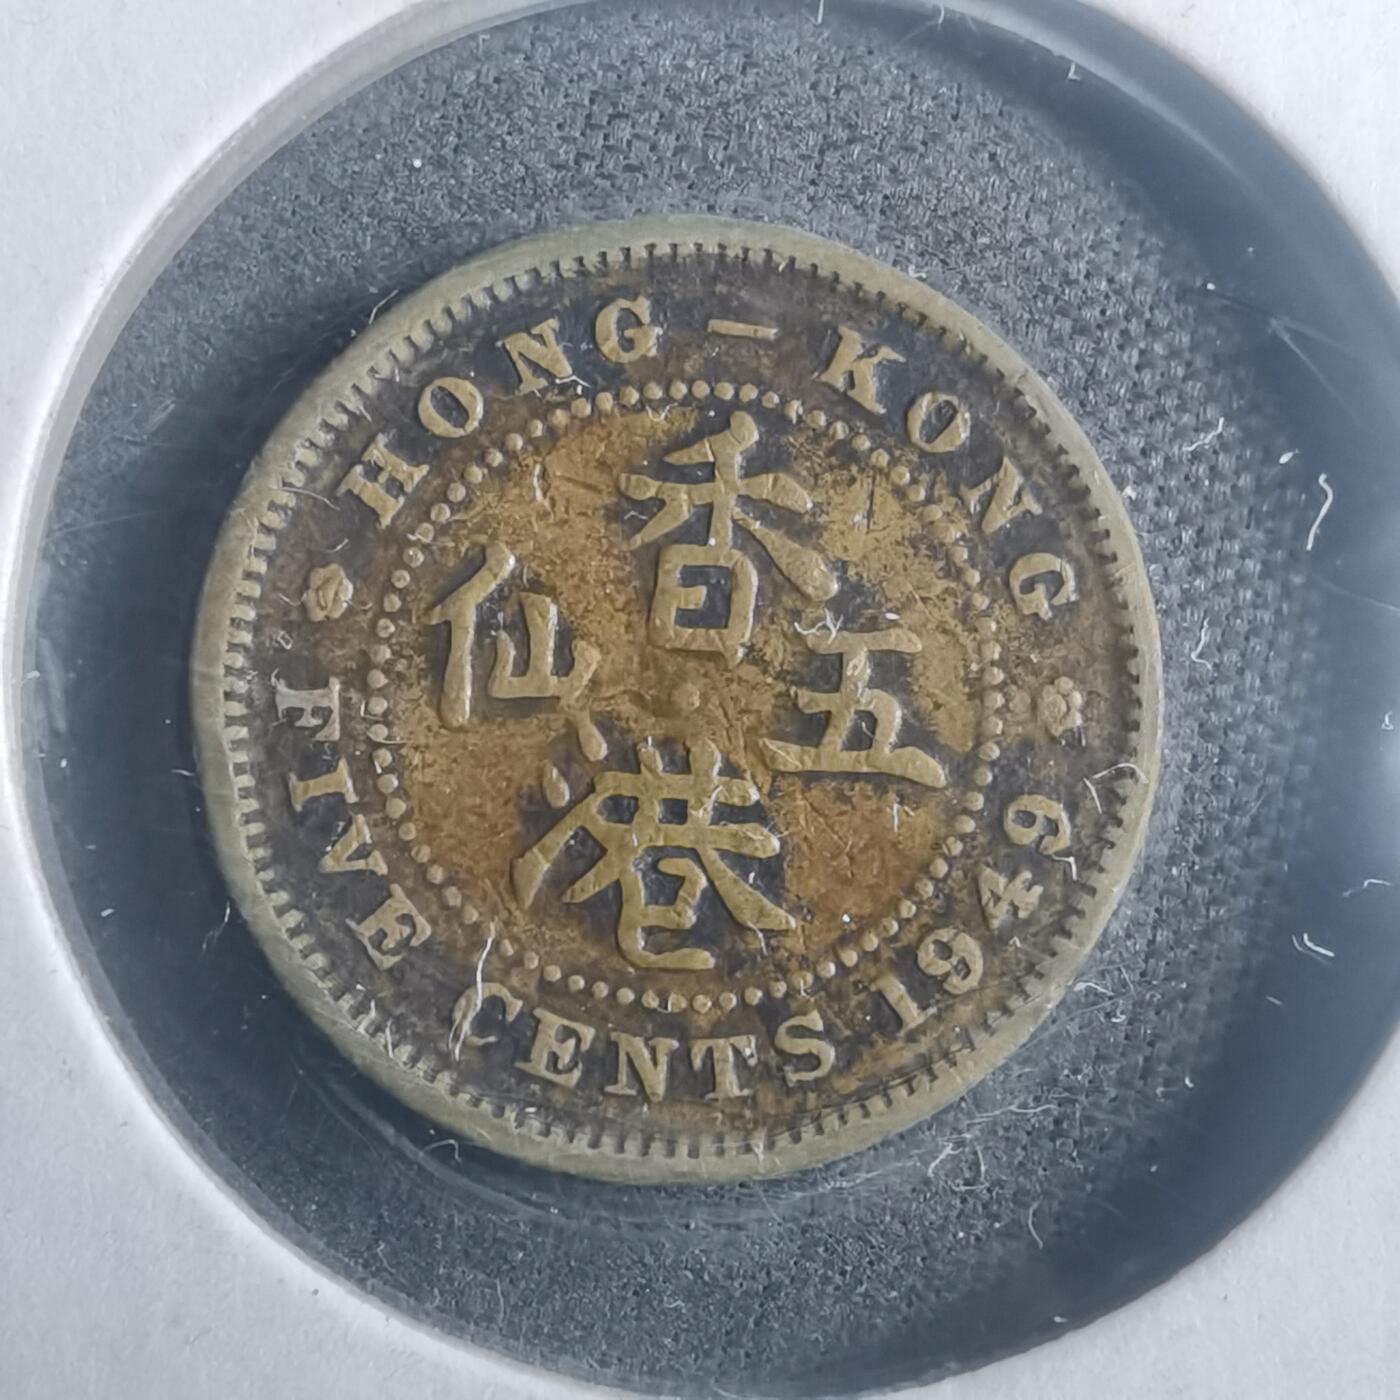 HONG-KONG
香港
五仙
FIVE CENTS 1949